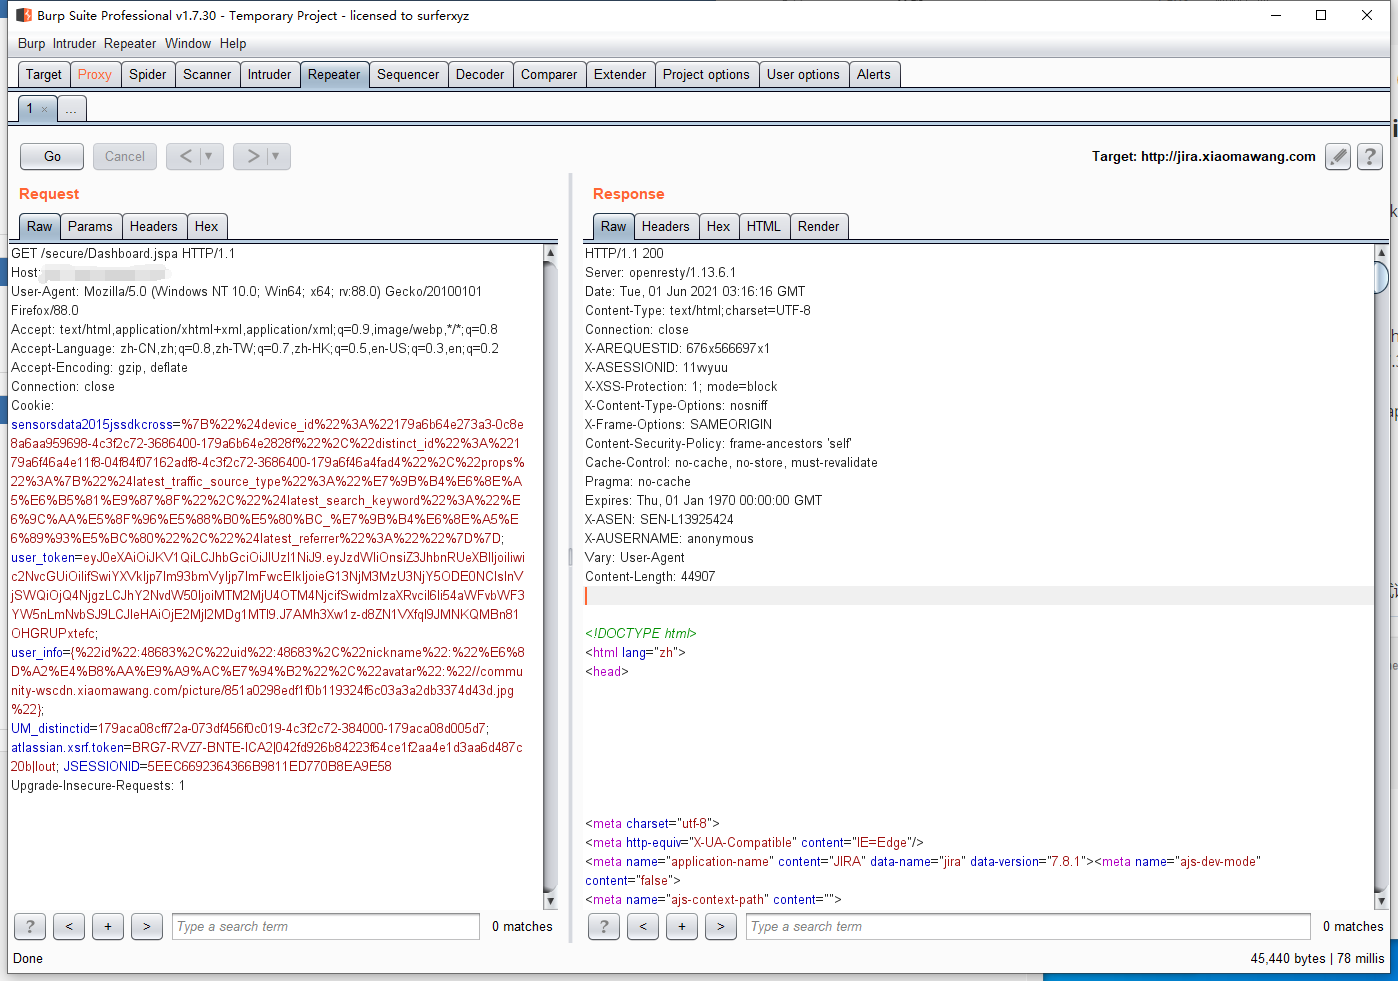 Burp Suite Professional v1.7.30 - Temporary Project - licensed to surferxyz
Burp Intruder Repeater Window Help
Target Proxy Spider Scanner Intruder Repeater Sequencer Decoder Comparer Extender Project options User options Alerts
1 × ...
Go Cancel < > Target: http://jira.xiaomawang.com ?
Request
Raw Params Headers Hex
GET /secure/Dashboard.jspa HTTP/1.1
Host:
User-Agent: Mozilla/5.0 (Windows NT 10.0; Win64; x64; rv:88.0) Gecko/20100101
Firefox/88.0
Accept: text/html,application/xhtml+xml,application/xml;q=0.9,image/webp,*/*;q=0.8
Accept-Language: zh-CN,zh;q=0.8,zh-TW;q=0.7,zh-HK;q=0.5,en-US;q=0.3,en;q=0.2
Accept-Encoding: gzip, deflate
Connection: close
Cookie:
sensorsdata2015jssdkcross=%7B%22%24device_id%22%3A%22179a6b64e273a3-0c8e
8a6aa959698-4c3f2c72-3686400-179a6b64e2828f%22%2C%22distinct_id%22%3A%221
79a6f46a4e11f8-04f84f07162adf8-4c3f2c72-3686400-179a6f46a4fad4%22%2C%22props%
22%3A%7B%22%24latest_traffic_source_type%22%3A%22%E7%9B%B4%E6%8E%A
5%E6%B5%81%E9%87%8F%22%2C%22%24latest_search_keyword%22%3A%22%E
6%9C%AA%E5%8F%96%E5%88%B0%E5%80%BC_%E7%9B%B4%E6%8E%A5%E
6%89%93%E5%BC%80%22%2C%22%24latest_referrer%22%3A%22%22%7D%7D;
user_token=eyJ0eXAiOiJKV1QiLCJhbGciOiJIUzI1NiJ9.eyJzdWIiOnsiZ3JhbnRUeXBlIjoiIiwi
c2NvcGUiOiIifSwiYXVkIjp7Im93bmVyIjp7ImFwcElkIjoieG13NjM3MzU3NjY5ODE0NCIsInV
jSWQiOjQ4NjgzLCJhY2NvdW50IjoiMTM2MjU4OTM4NjcifSwidmlzaXRvciI6Ii54aWFvbWF3
YW5nLmNvbSJ9LCJleHAiOjE2MjI2MDg1MTl9.J7AMh3Xw1z-d8ZN1VXfqI9JMNKQMBn81
OHGRUPxtefc;
user_info={%22id%22:48683%2C%22uid%22:48683%2C%22nickname%22:%22%E6%8
D%A2%E4%B8%AA%E9%A9%AC%E7%94%B2%22%2C%22avatar%22:%22//commu
nity-wscdn.xiaomawang.com/picture/851a0298edf1f0b119324f6c03a3a2db3374d43d.jpg
%22};
UM_distinctid=179aca08cff72a-073df456f0c019-4c3f2c72-384000-179aca08d005d7;
atlassian.xsrf.token=BRG7-RVZ7-BNTE-ICA2|042fd926b84223f64ce1f2aa4e1d3aa6d487c
20b|lout; JSESSIONID=5EEC6692364366B9811ED770B8EA9E58
Upgrade-Insecure-Requests: 1
? < + > Type a search term 0 matches
Response
Raw Headers Hex HTML Render
HTTP/1.1 200
Server: openresty/1.13.6.1
Date: Tue, 01 Jun 2021 03:16:16 GMT
Content-Type: text/html;charset=UTF-8
Connection: close
X-AREQUESTID: 676x566697x1
X-ASESSIONID: 11wyuu
X-XSS-Protection: 1; mode=block
X-Content-Type-Options: nosniff
X-Frame-Options: SAMEORIGIN
Content-Security-Policy: frame-ancestors 'self'
Cache-Control: no-cache, no-store, must-revalidate
Pragma: no-cache
Expires: Thu, 01 Jan 1970 00:00:00 GMT
X-ASEN: SEN-L13925424
X-AUSERNAME: anonymous
Vary: User-Agent
Content-Length: 44907
<!DOCTYPE html>
<html lang="zh">
<head>
<meta charset="utf-8">
<meta http-equiv="X-UA-Compatible" content="IE=Edge"/>
<meta name="application-name" content="JIRA" data-name="jira" data-version="7.8.1"><meta name="ajs-dev-mode"
content="false">
<meta name="ajs-context-path" content="">
? < + > Type a search term 0 matches
Done
45,440 bytes | 78 millis